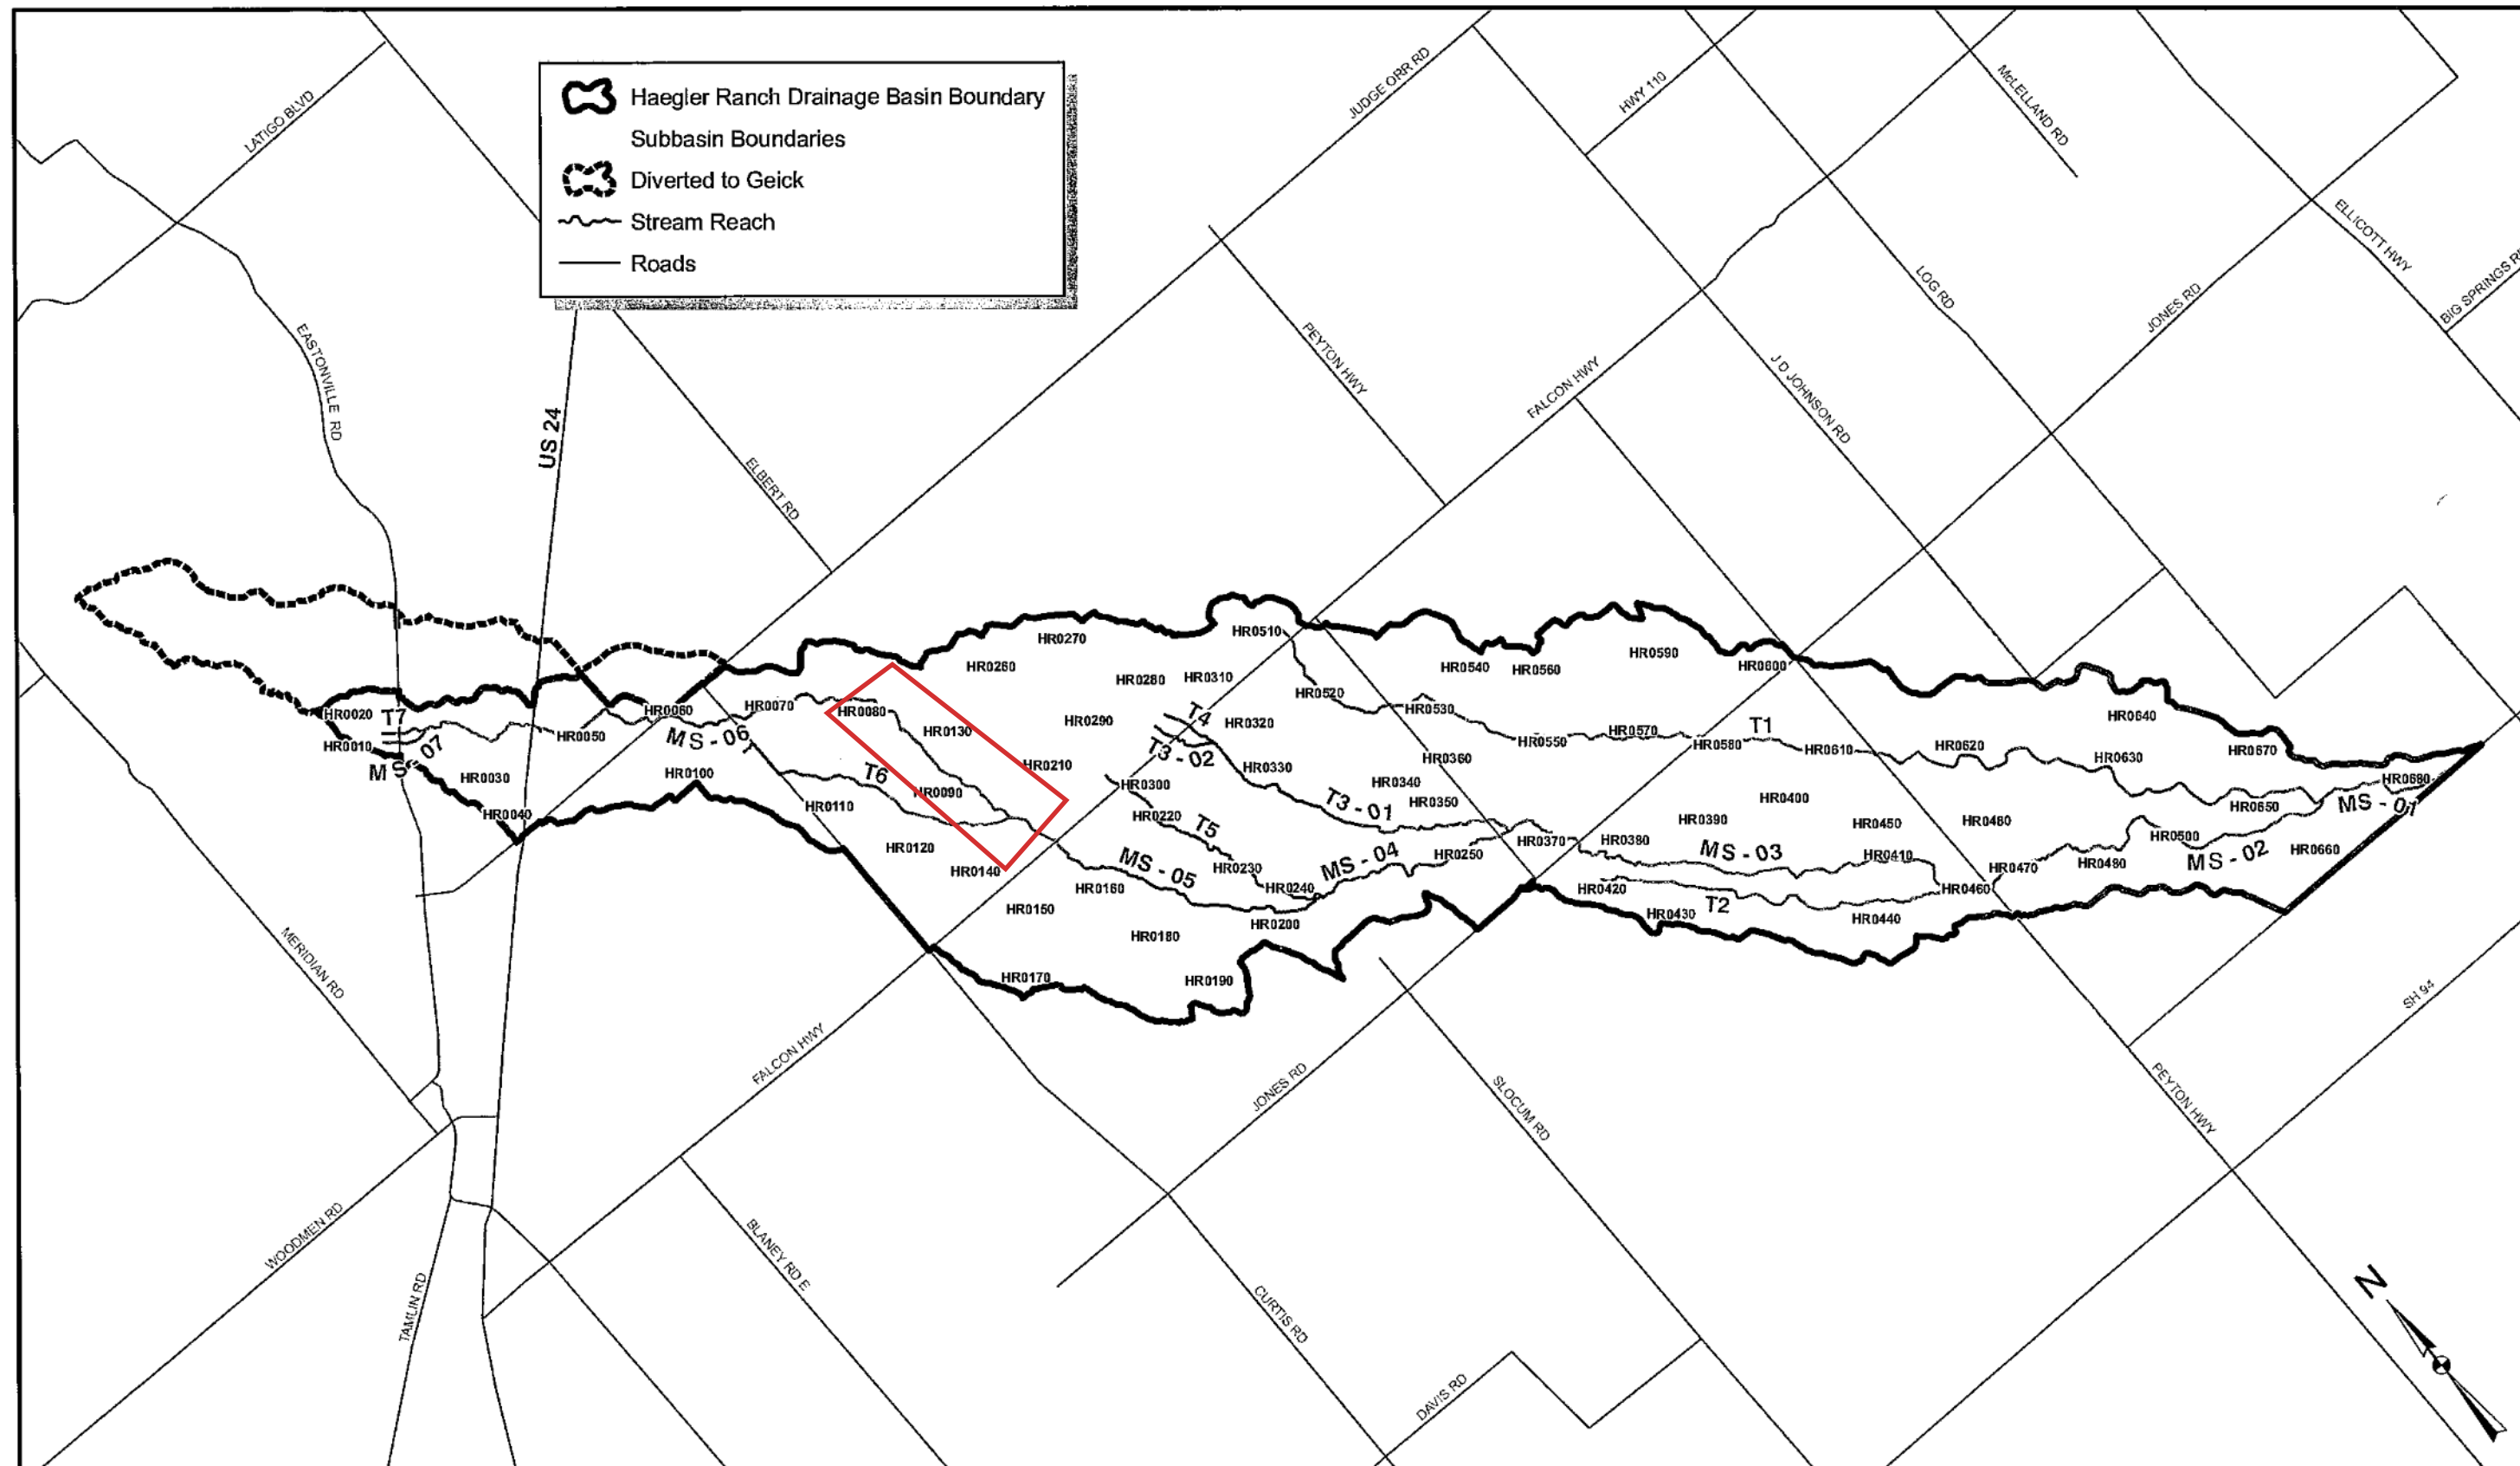 Haegler Ranch Drainage Basin Boundary
Subbasin Boundaries
Diverted to Geick
Stream Reach
Roads
LATIGO BLVD
EASTONVILLE RD
US 24
ELBERT RD
JUDGE ORR RD
HWY 110
McLELLAND RD
PEYTON HWY
FALCON HWY
J D JOHNSON RD
LOG RD
JONES RD
ELLICOTT HWY
BIG SPRINGS R
HR0510
HR0270
HR0260
HR0280
HR0310
HR0540
HR0560
HR0590
HR0600
HR0520
HR0530
HR0020
T7
HR0060
HR0070
HR0080
HR0290
T4
HR0320
HR0640
HR0010
07
MS -
HR0050
MS - 06
HR0130
T3 - 02
HR0550
HR0570
HR0580
T1
HR0610
HR0620
HR0630
HR0670
HR0030
HR0100
T6
HR0210
HR0300
HR0330
HR0360
HR0340
HR0350
HR0400
HR0680
HR0650
MS - 01
HR0040
HR0110
HR0090
HR0220
T5
T3 - 01
HR0390
HR0450
HR0480
HR0120
HR0140
MS - 05
HR0230
MS - 04
HR0250
HR0370
HR0380
MS - 03
HR0410
HR0470
HR0490
HR0500
MS - 02
HR0660
HR0160
HR0240
HR0420
HR0460
HR0150
HR0200
HR0430
T2
HR0440
HR0180
HR0170
HR0190
MERIDIAN RD
FALCON HWY
JONES RD
SLOCUM RD
PEYTON HWY
SH 94
WOODMEN RD
TAMLIN RD
BLANEY RD E
CURTIS RD
DAVIS RD
N